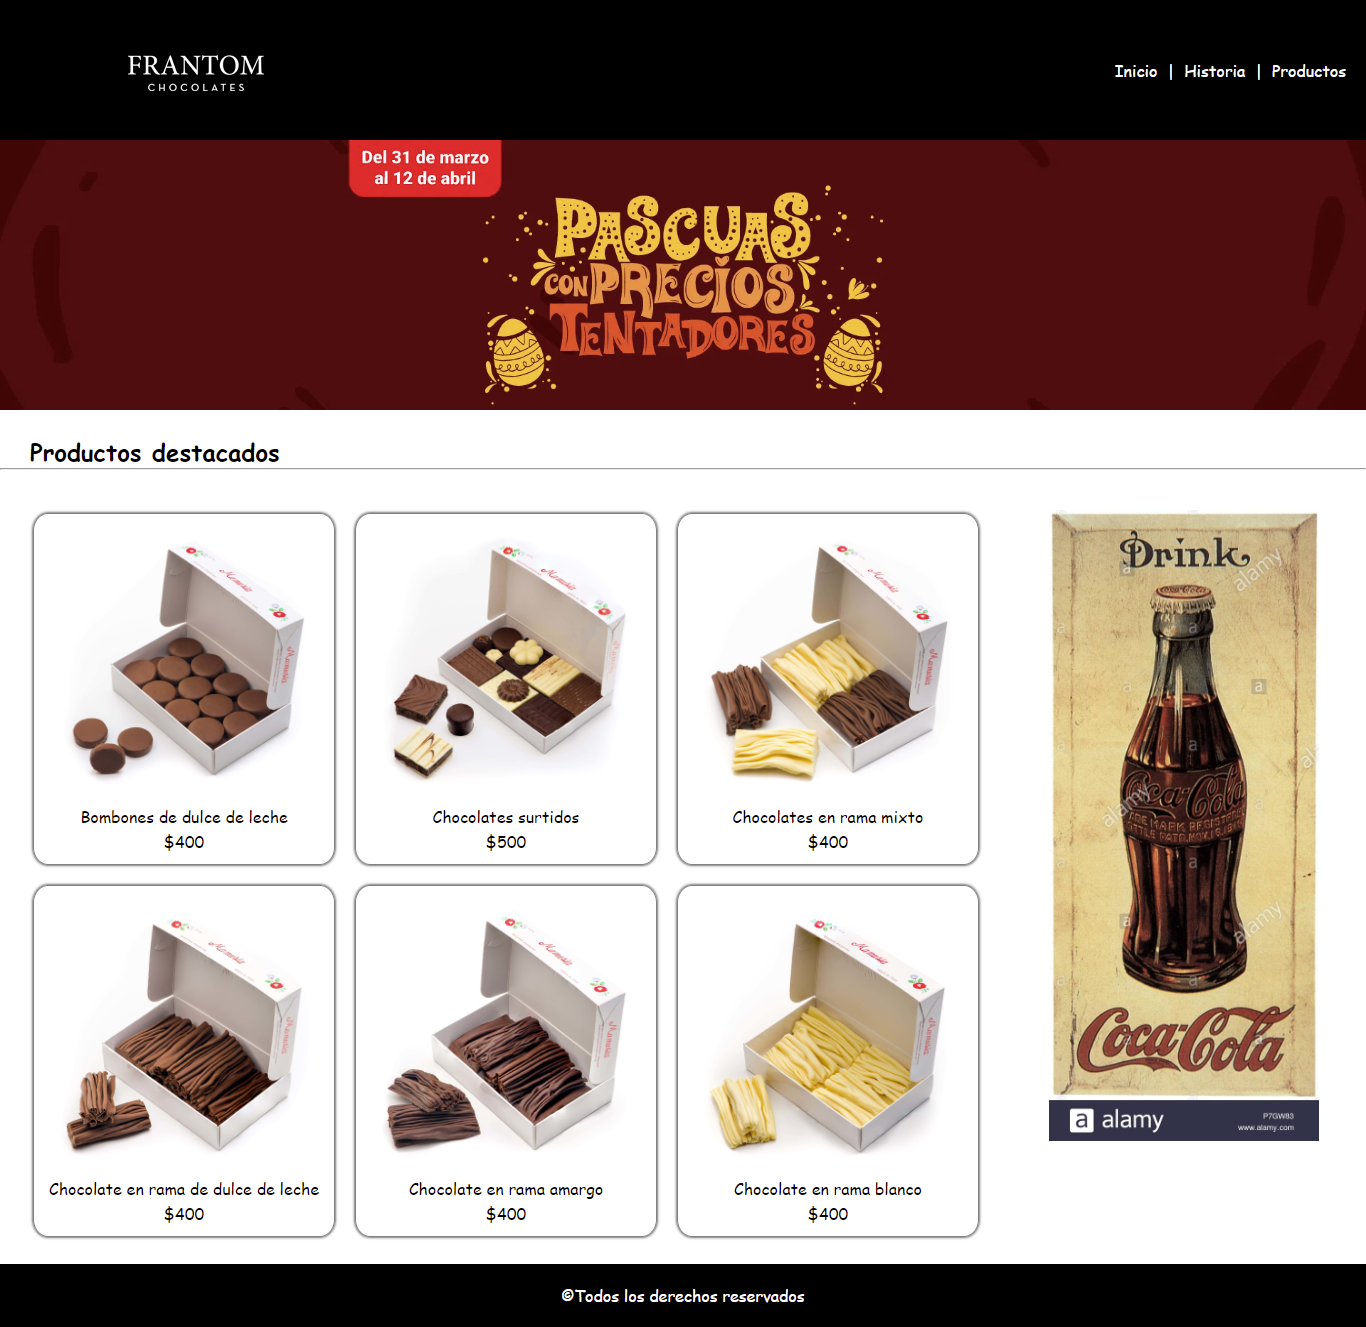 FRANTOM
CHOCOLATES
Inicio | Historia | Productos
Del 31 de marzo
al 12 de abril
PASCUAS
CON PRECIOS
TENTADORES
Productos destacados
Bombones de dulce de leche
$400
Chocolates surtidos
$500
Chocolates en rama mixto
$400
Drink
Coca-Cola
Coca-Cola
a alamy
P7GW83
www.alamy.com
Chocolate en rama de dulce de leche
$400
Chocolate en rama amargo
$400
Chocolate en rama blanco
$400
©Todos los derechos reservados